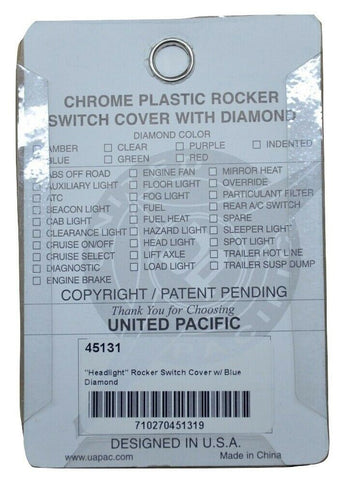 CHROME PLASTIC ROCKER
SWITCH COVER WITH DIAMOND
DIAMOND COLOR
AMBER CLEAR PURPLE INDENTED
BLUE GREEN RED
ABS OFF ROAD ENGINE FAN MIRROR HEAT
AUXILIARY LIGHT FLOOR LIGHT OVERRIDE
ATC FOG LIGHT PARTICULANT FILTER
BEACON LIGHT FUEL REAR A/C SWITCH
CAB LIGHT FUEL HEAT SPARE
CLEARANCE LIGHT HAZARD LIGHT SLEEPER LIGHT
CRUISE ON/OFF HEAD LIGHT SPOT LIGHT
CRUISE SELECT LIFT AXLE TRAILER HOT LINE
DIAGNOSTIC LOAD LIGHT TRAILER SUSP DUMP
ENGINE BRAKE
COPYRIGHT / PATENT PENDING
Thank You for Choosing
UNITED PACIFIC
45131
"Headlight" Rocker Switch Cover w/ Blue
Diamond
710270451319
DESIGNED IN U.S.A.
www.uapac.com Made in China